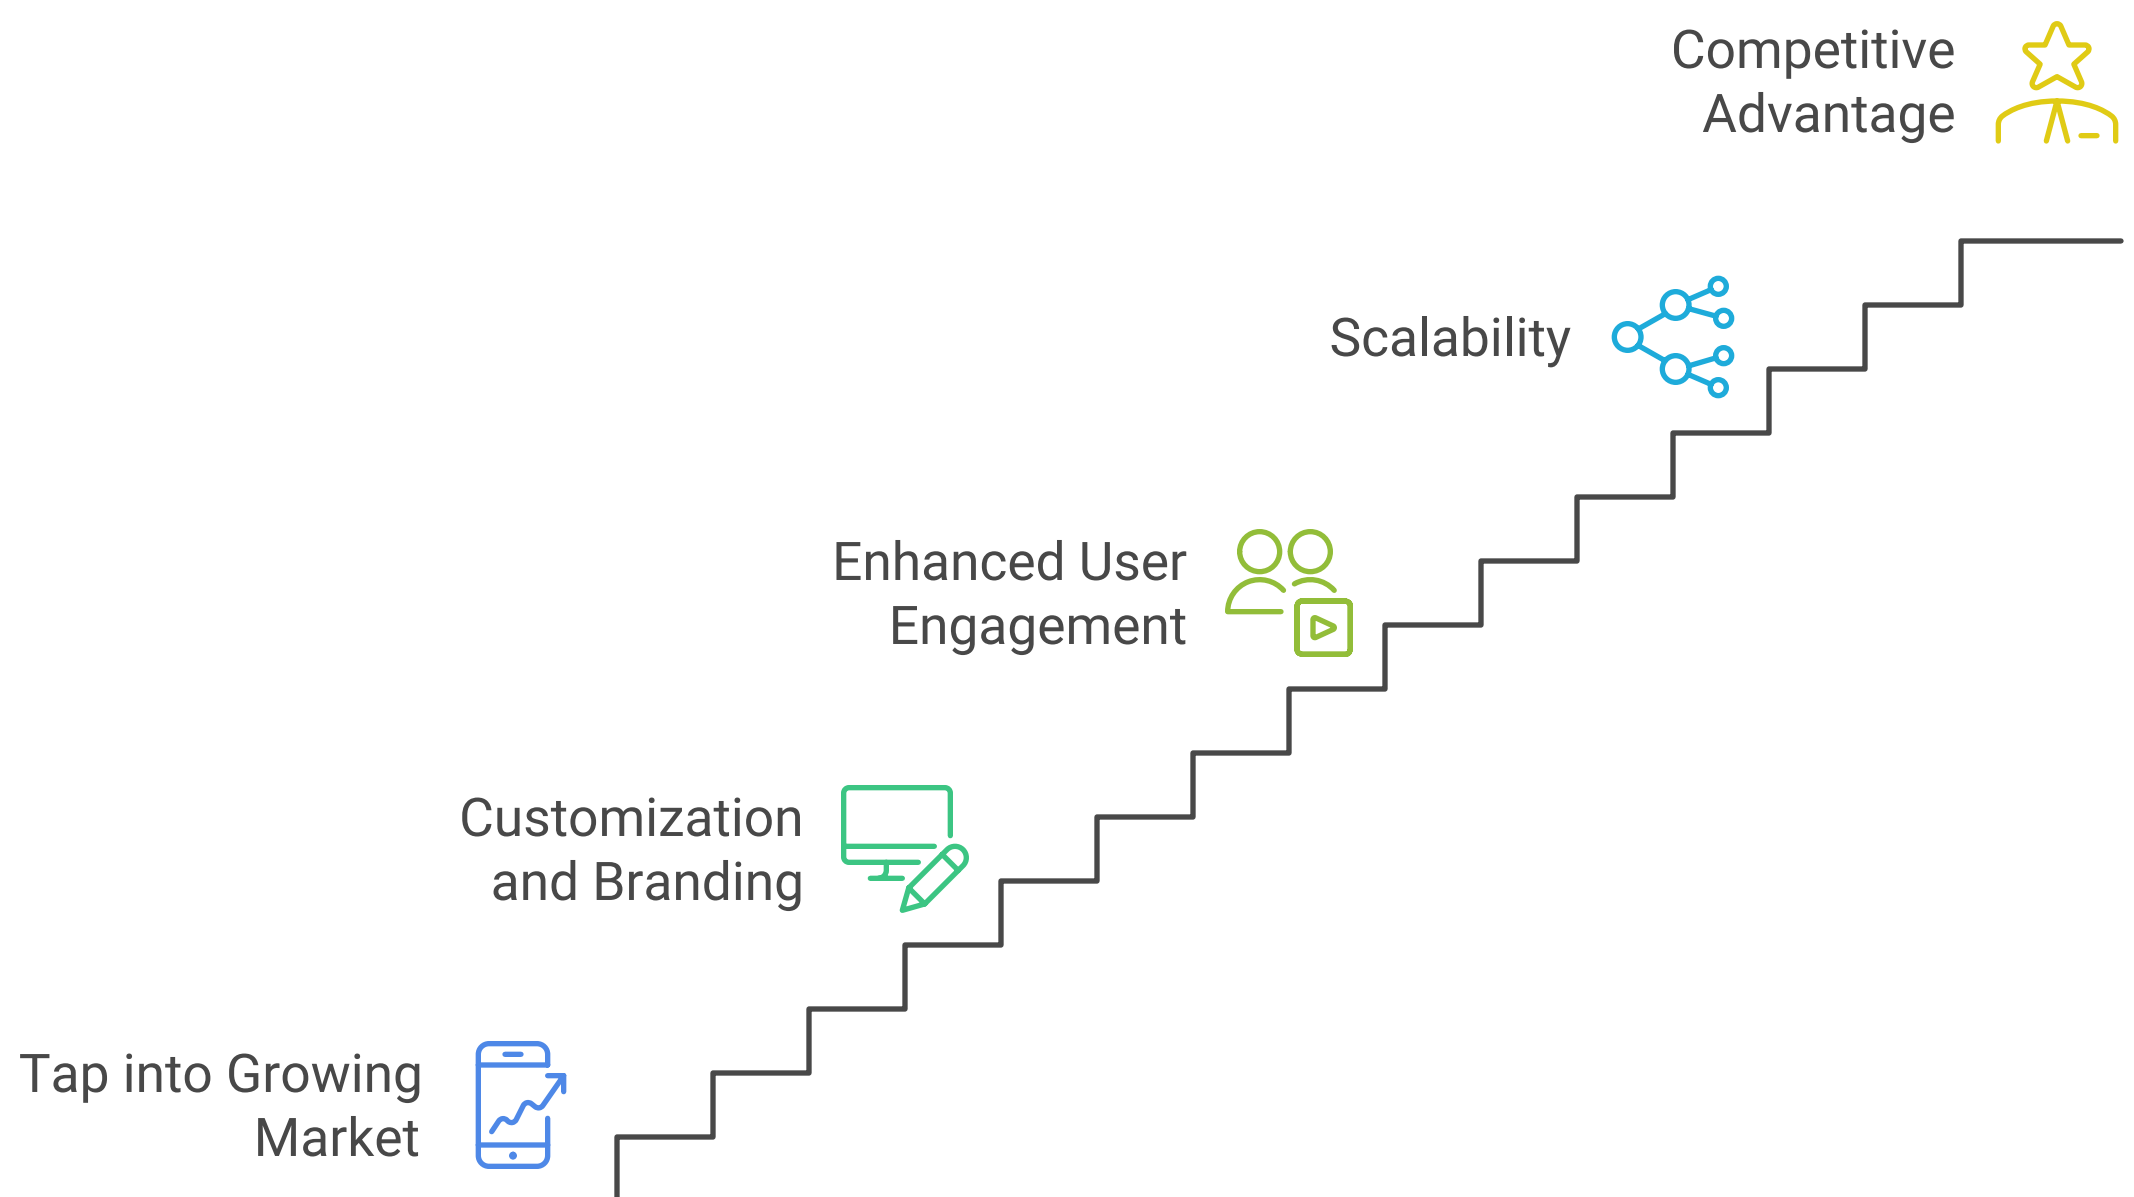 Competitive
Advantage
Scalability
Enhanced User
Engagement
Customization
and Branding
Tap into Growing
Market